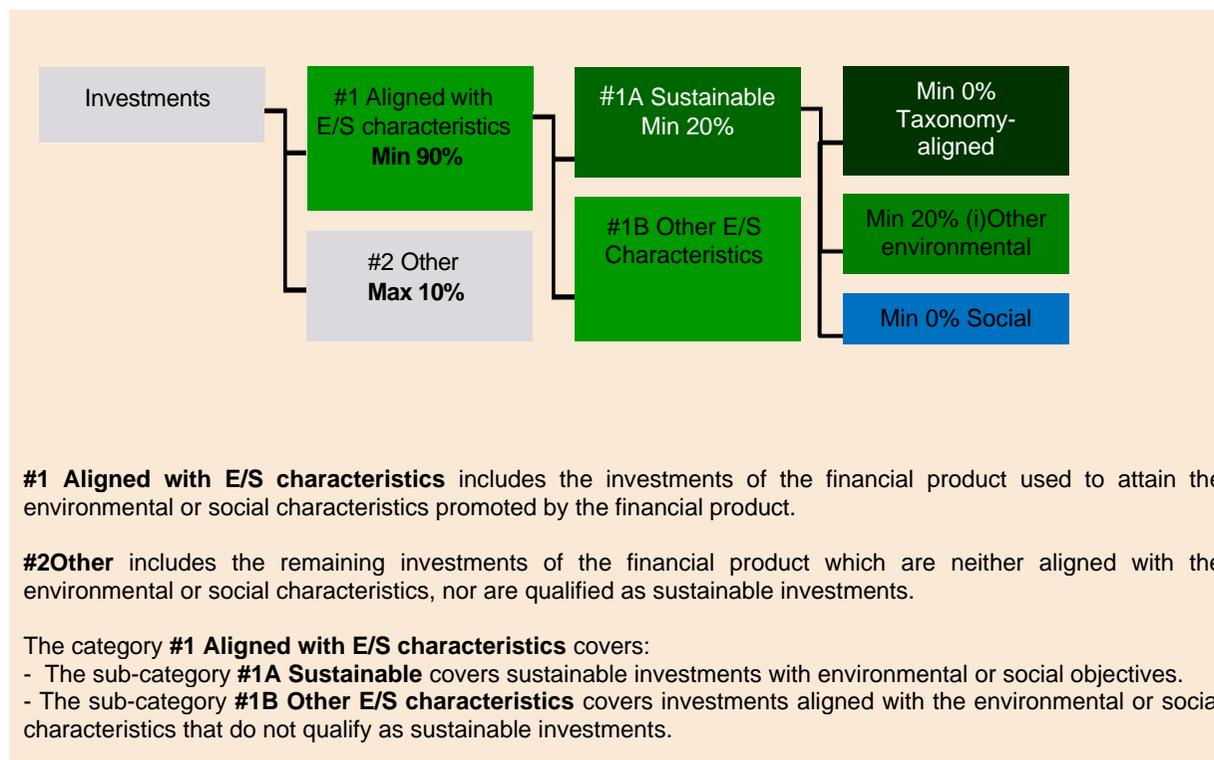 Investments
#1 Aligned with
E/S characteristics
Min 90%
#2 Other
Max 10%
#1A Sustainable
Min 20%
#1B Other E/S
Characteristics
Min 0%
Taxonomy-
aligned
Min 20% (i)Other
environmental
Min 0% Social
#1 Aligned with E/S characteristics includes the investments of the financial product used to attain the
environmental or social characteristics promoted by the financial product.
#2Other includes the remaining investments of the financial product which are neither aligned with the
environmental or social characteristics, nor are qualified as sustainable investments.
The category #1 Aligned with E/S characteristics covers:
- The sub-category #1A Sustainable covers sustainable investments with environmental or social objectives.
- The sub-category #1B Other E/S characteristics covers investments aligned with the environmental or socia
characteristics that do not qualify as sustainable investments.